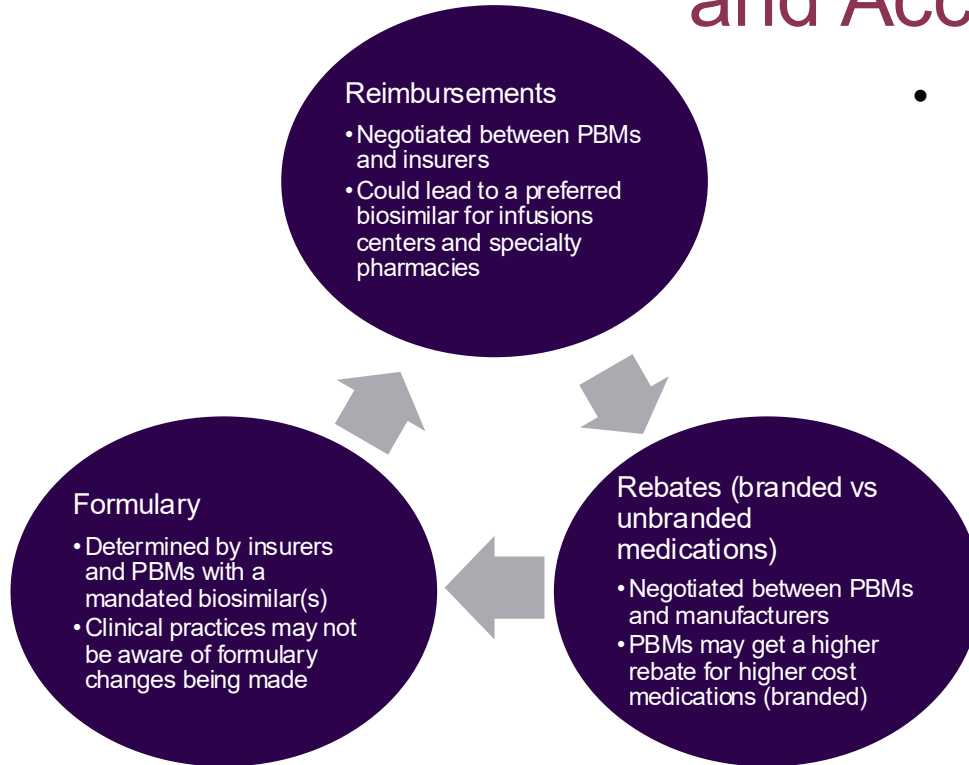 and Acc
•
Reimbursements
•Negotiated between PBMs
and insurers
•Could lead to a preferred
biosimilar for infusions
centers and specialty
pharmacies
Rebates (branded vs
unbranded
medications)
•Negotiated between PBMs
and manufacturers
•PBMs may get a higher
rebate for higher cost
medications (branded)
Formulary
•Determined by insurers
and PBMs with a
mandated biosimilar(s)
•Clinical practices may not
be aware of formulary
changes being made